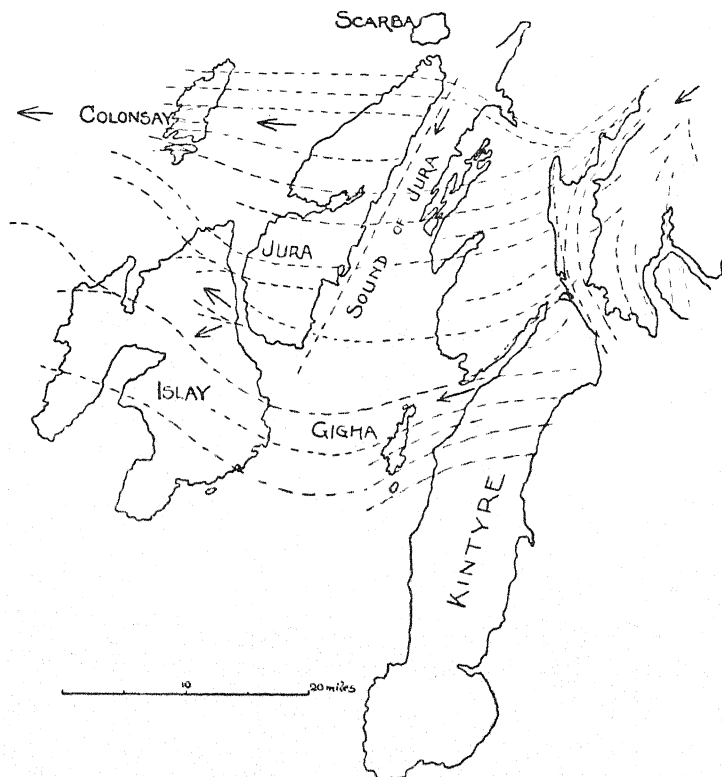 SCARBA
COLONSAY
JURA
SOUND OF JURA
ISLAY
GIGHA
KINTYRE
10
20 miles